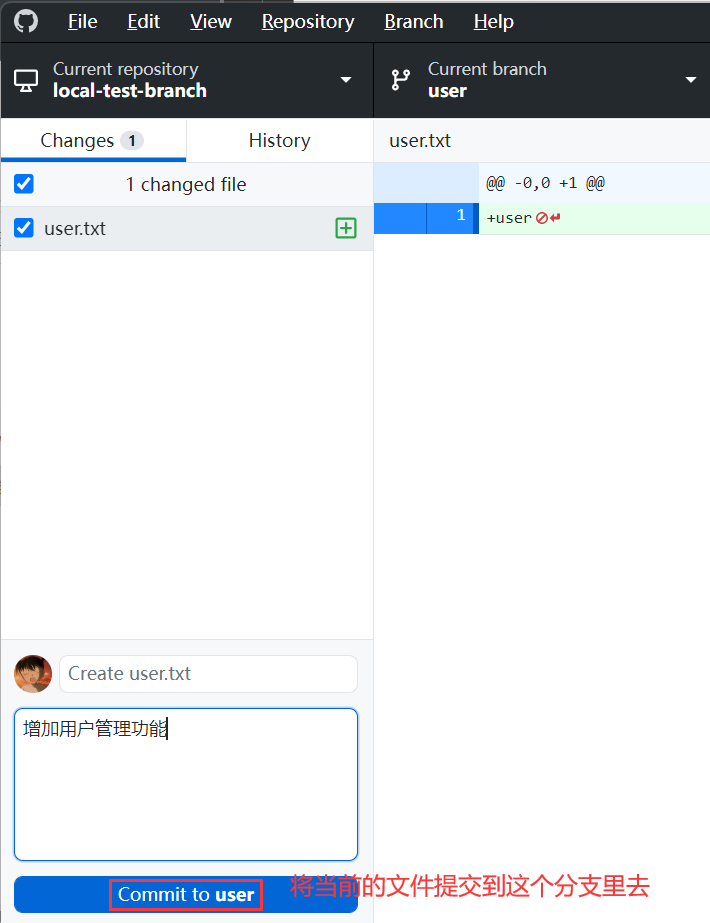 File Edit View Repository Branch Help
Current repository
local-test-branch
Current branch
user
Changes 1 History
user.txt
1 changed file
@@ -0,0 +1 @@
user.txt
1 +user
Create user.txt
增加用户管理功能
Commit to user
将当前的文件提交到这个分支里去